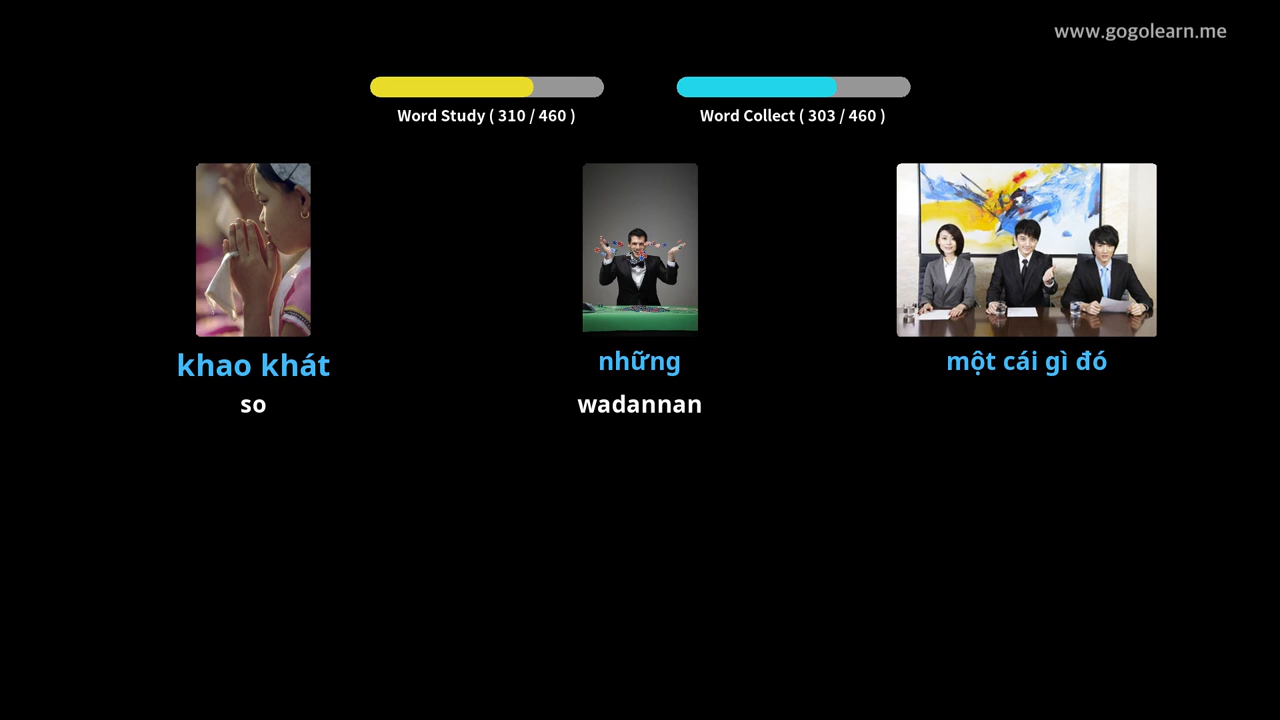 www.gogolearn.me
Word Study ( 310 / 460 )
Word Collect ( 303 / 460 )
khao khát
những
một cái gì đó
so
wadannan